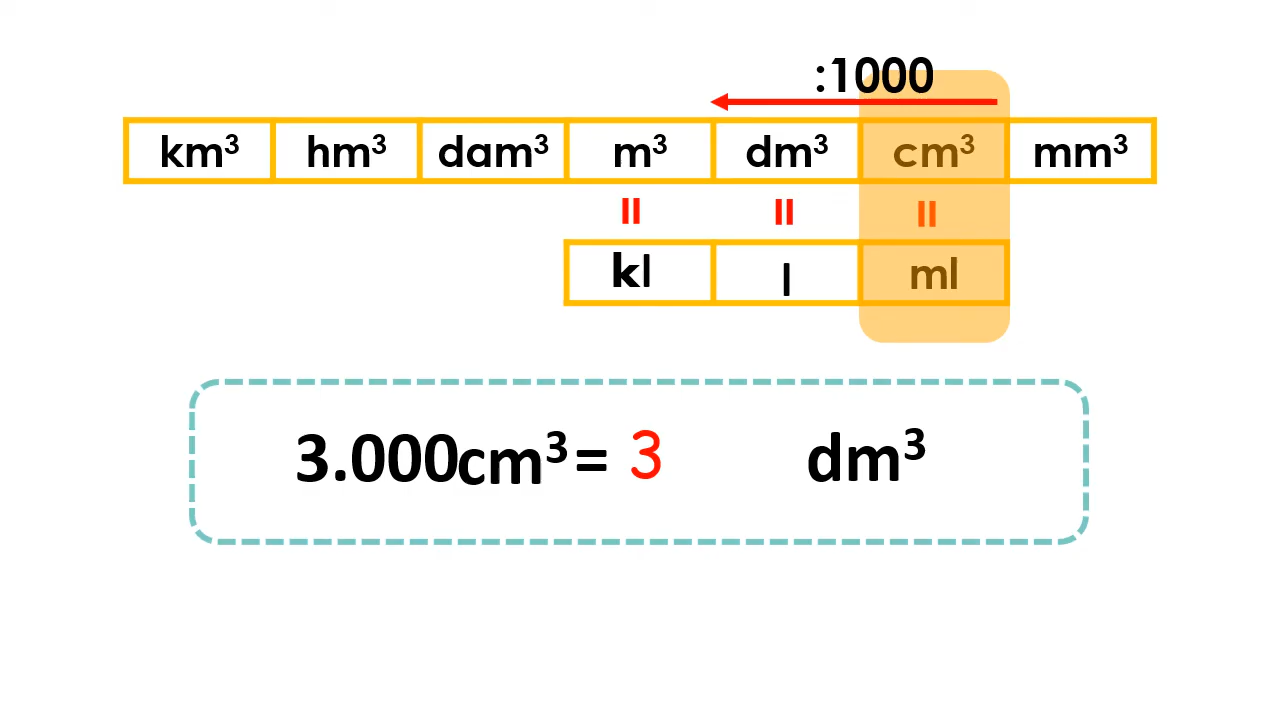 :1000
km³ hm³ dam³ m³ dm³ cm³ mm³
= = =
kl l ml
3.000cm³ = 3 dm³